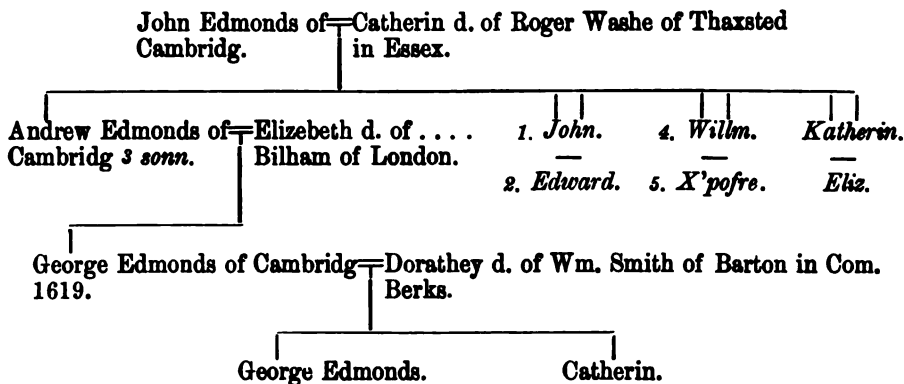 John Edmonds of Catherin d. of Roger Washe of Thaxsted
Cambridg. in Essex.
Andrew Edmonds of Elizebeth d. of . . . . 1. John. 4. Willm. Katherin.
Cambridg 3 sonn. Bilham of London.
2. Edward. 5. X'pofre. Eliz.
George Edmonds of Cambridg Dorathey d. of Wm. Smith of Barton in Com.
1619. Berks.
George Edmonds. Catherin.